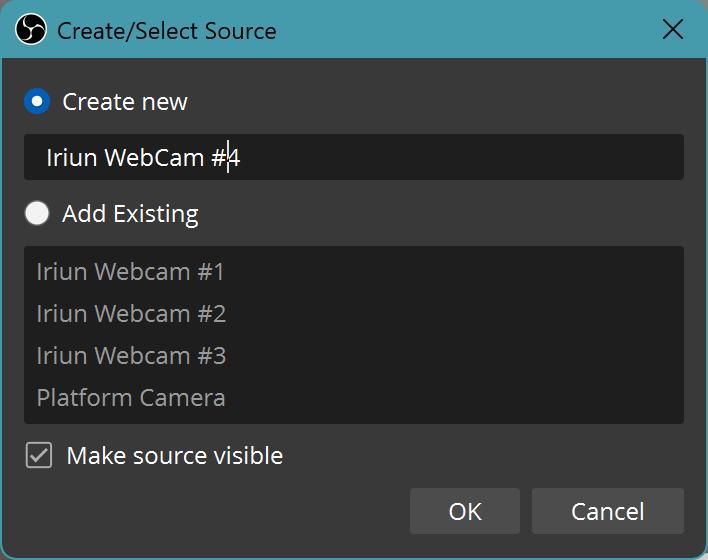 Create/Select Source
Create new
Iriun WebCam #4
Add Existing
Iriun Webcam #1
Iriun Webcam #2
Iriun Webcam #3
Platform Camera
Make source visible
OK Cancel